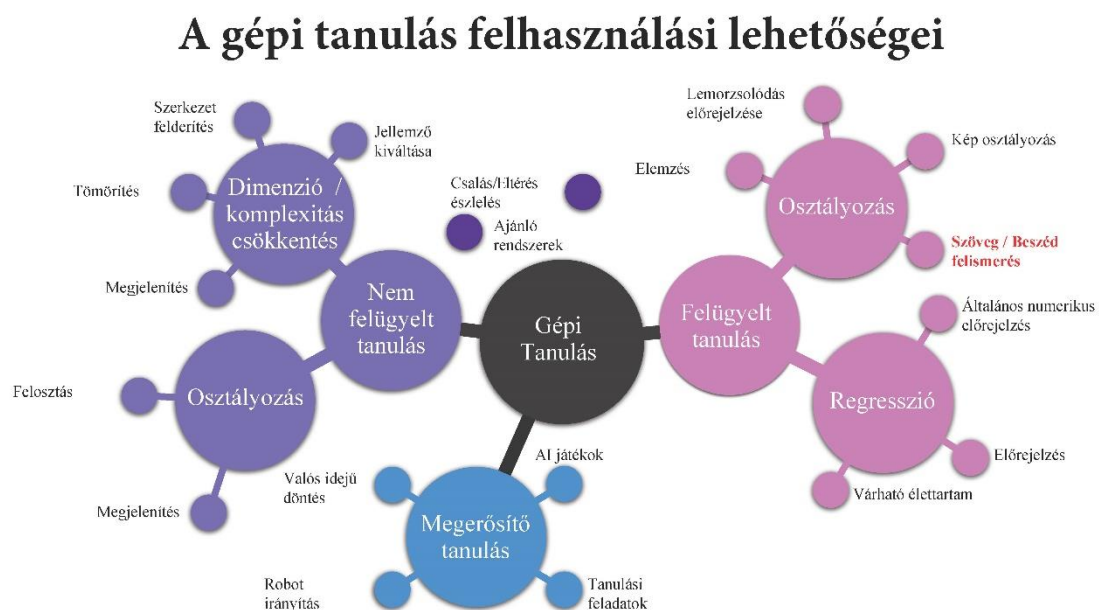 A gépi tanulás felhasználási lehetőségei
Szerkezet
felderítés
Jellemző
kiváltása
Tömörítés
Dimenzió /
komplexitás
csökkentés
Megjelenítés
Csalás/Eltérés
észlelés
Ajánló
rendszerek
Nem
felügyelt
tanulás
Felosztás
Osztályozás
Megjelenítés
Gépi
Tanulás
Lemorzsolódás
előrejelzése
Kép osztályozás
Elemzés
Osztályozás
Szöveg / Beszéd
felismerés
Felügyelt
tanulás
Általános numerikus
előrejelzés
Regresszió
Előrejelzés
Várható élettartam
Valós idejű
döntés
AI játékok
Megerősítő
tanulás
Robot
irányítás
Tanulási
feladatok